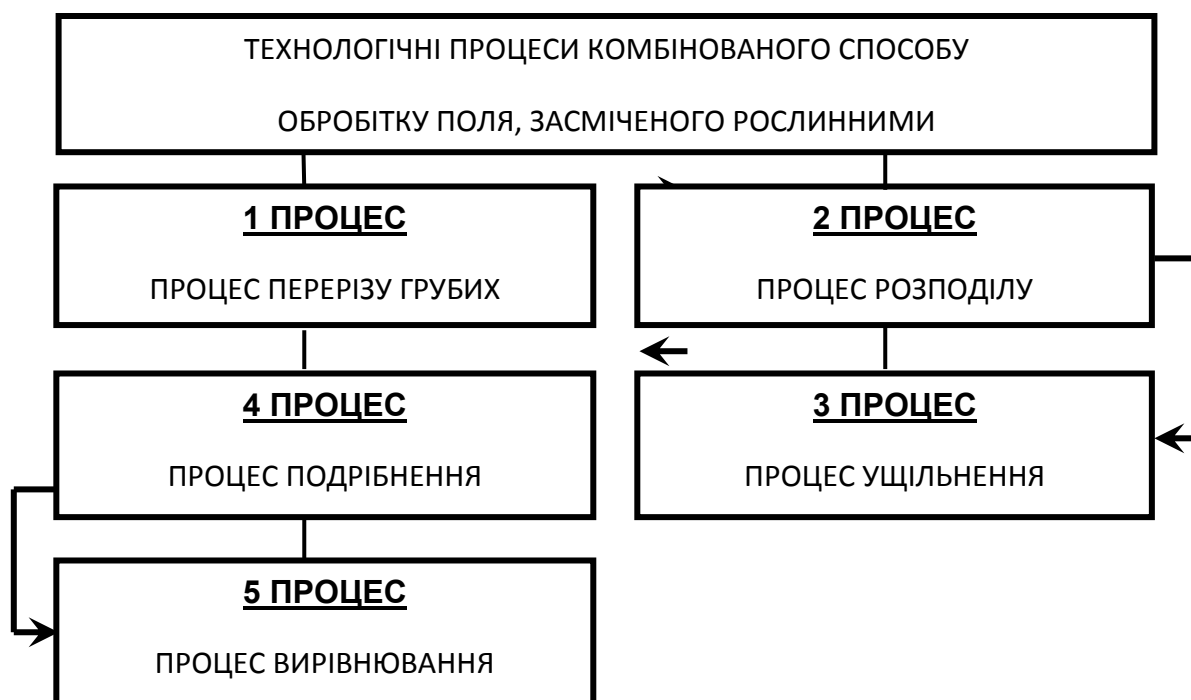 ТЕХНОЛОГІЧНІ ПРОЦЕСИ КОМБІНОВАНОГО СПОСОБУ
ОБРОБІТКУ ПОЛЯ, ЗАСМІЧЕНОГО РОСЛИННИМИ
1 ПРОЦЕС
ПРОЦЕС ПЕРЕРІЗУ ГРУБИХ
2 ПРОЦЕС
ПРОЦЕС РОЗПОДІЛУ
4 ПРОЦЕС
ПРОЦЕС ПОДРІБНЕННЯ
3 ПРОЦЕС
ПРОЦЕС УЩІЛЬНЕННЯ
5 ПРОЦЕС
ПРОЦЕС ВИРІВНЮВАННЯ